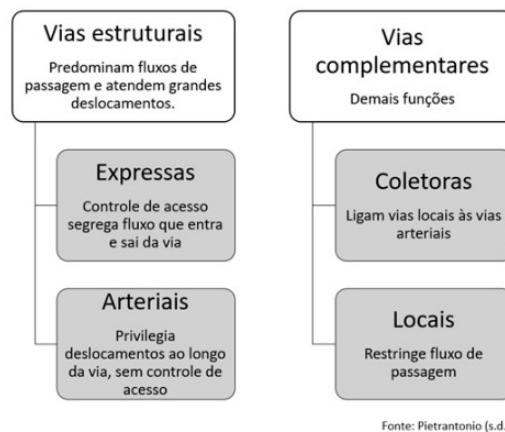 Vias estruturais
Predominam fluxos de
passagem e atendem grandes
deslocamentos.
Expressas
Controle de acesso
segrega fluxo que entra
e sai da via
Arteriais
Privilegia
deslocamentos ao longo
da via, sem controle de
acesso
Vias
complementares
Demais funções
Coletoras
Ligam vias locais às vias
arteriais
Locais
Restringe fluxo de
passagem
Fonte: Pietrantonio (s.d.